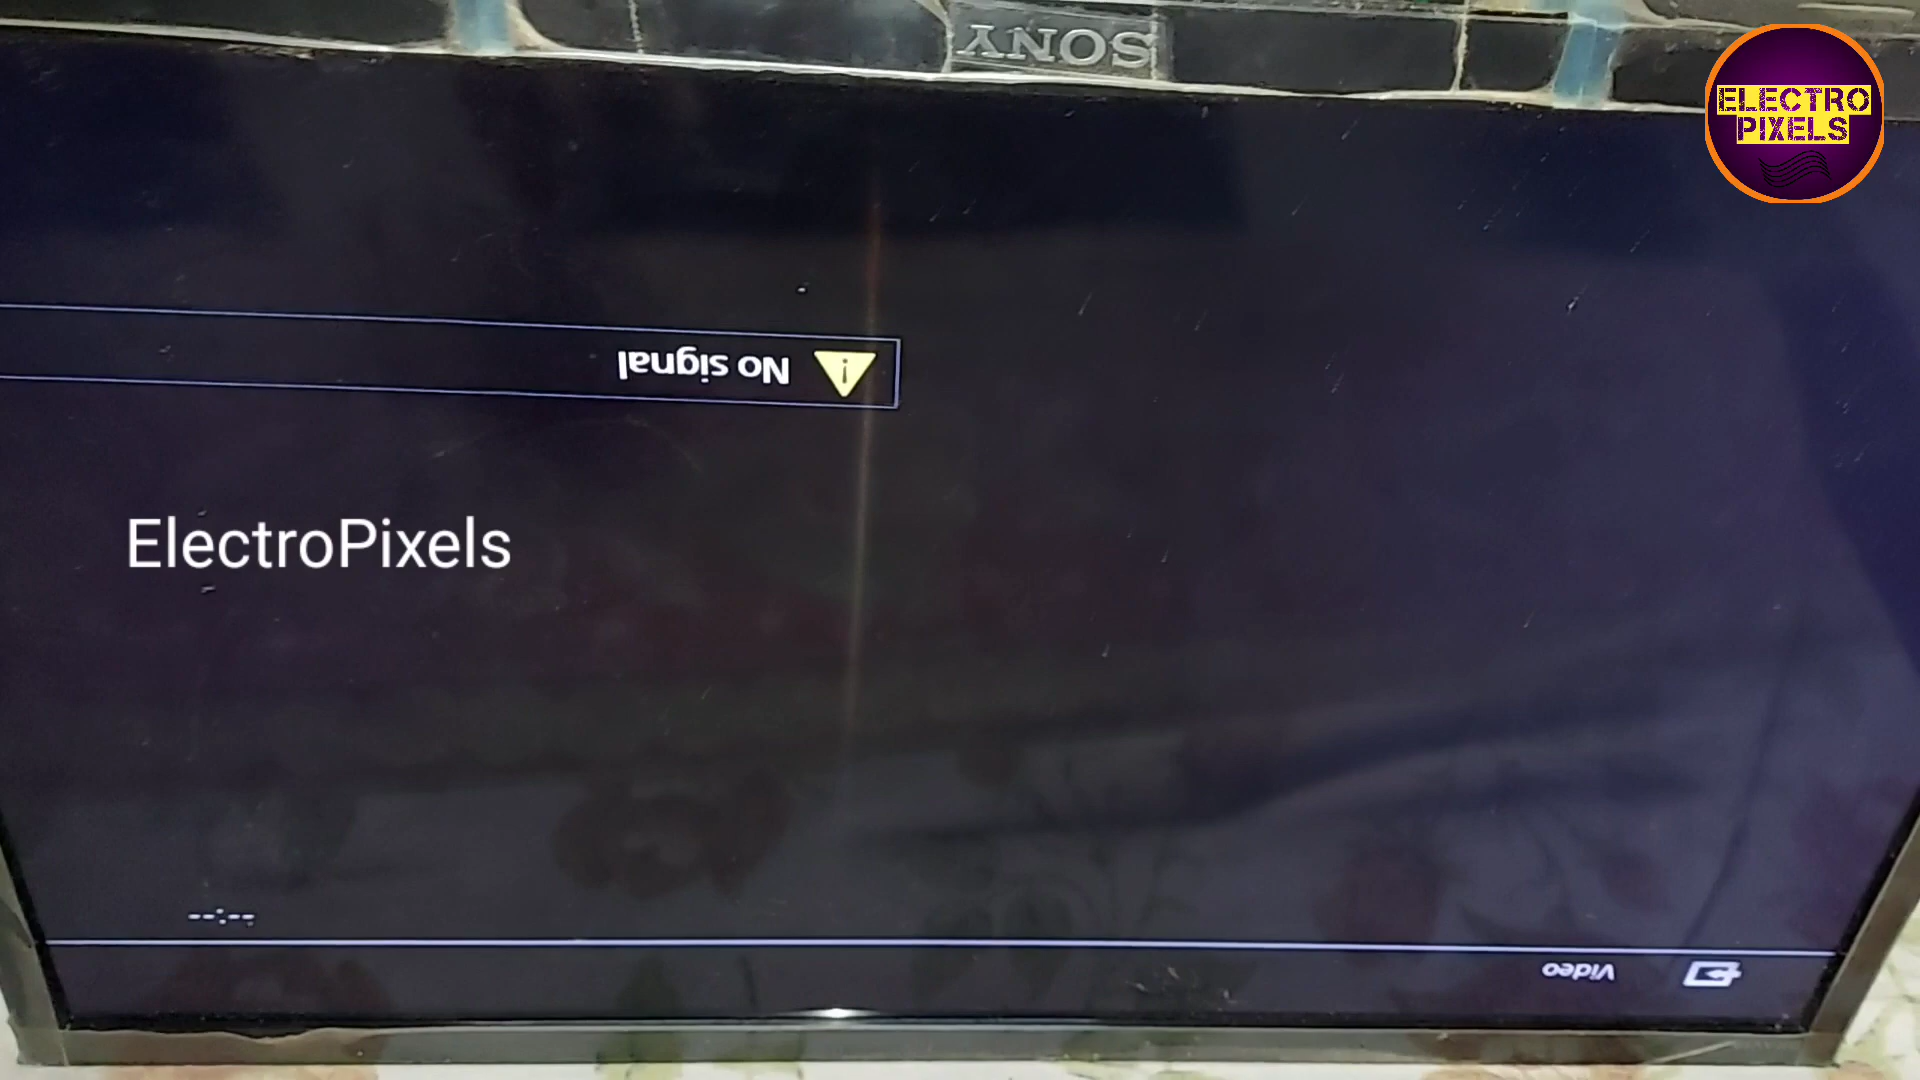 SONY
ELECTRO
PIXELS
No signal
ElectroPixels
--:--
Video